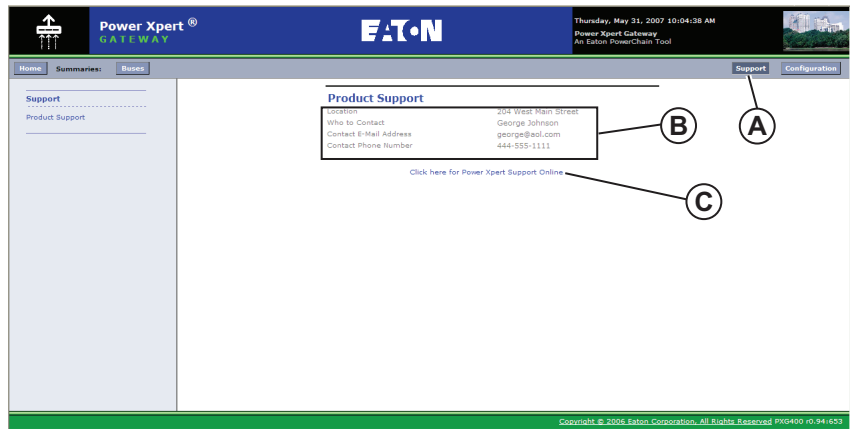 Power Xpert ®
GATEWAY
EATON
Thursday, May 31, 2007 10:04:38 AM
Power Xpert Gateway
An Eaton PowerChain Tool
Home Summaries: Buses Support Configuration
Support
Product Support
Product Support
Location 204 West Main Street
Who to Contact George Johnson
Contact E-Mail Address george@aol.com
Contact Phone Number 444-555-1111
Click here for Power Xpert Support Online
A
B
C
Copyright © 2006 Eaton Corporation, All Rights Reserved PXG400 r0.94:653